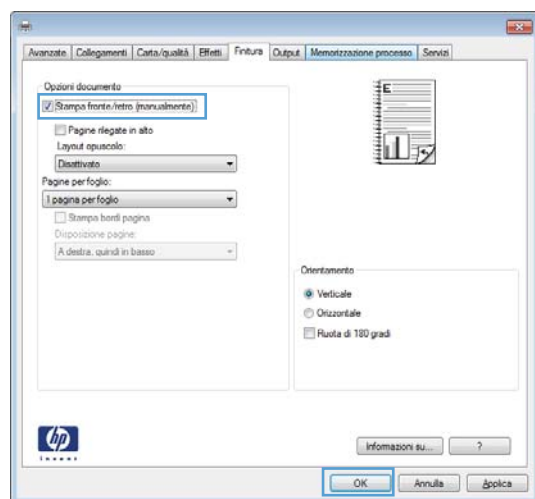 Avanzate Collegamenti Carta/qualità Effetti Finitura Output Memorizzazione processo Servizi
Opzioni documento
Stampa fronte/retro (manualmente)
Pagine rilegate in alto
Layout opuscolo:
Disattivato
Pagine per foglio:
1 pagina per foglio
Stampa bordi pagina
Disposizione pagine:
A destra, quindi in basso
E
Orientamento
Verticale
Orizzontale
Ruota di 180 gradi
hp
invent
Informazioni su... ?
OK Annulla Applica